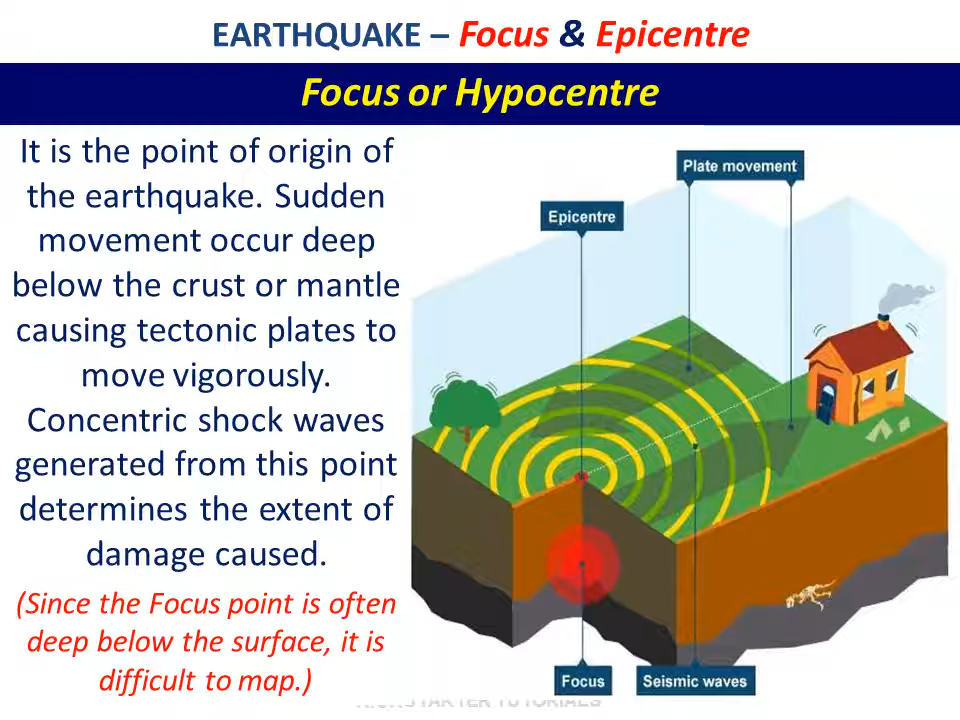 EARTHQUAKE – Focus & Epicentre
Focus or Hypocentre
It is the point of origin of
the earthquake. Sudden
movement occur deep
below the crust or mantle
causing tectonic plates to
move vigorously.
Concentric shock waves
generated from this point
determines the extent of
damage caused.
(Since the Focus point is often
deep below the surface, it is
difficult to map.)
Plate movement
Epicentre
Focus
Seismic waves
TUTORIALS